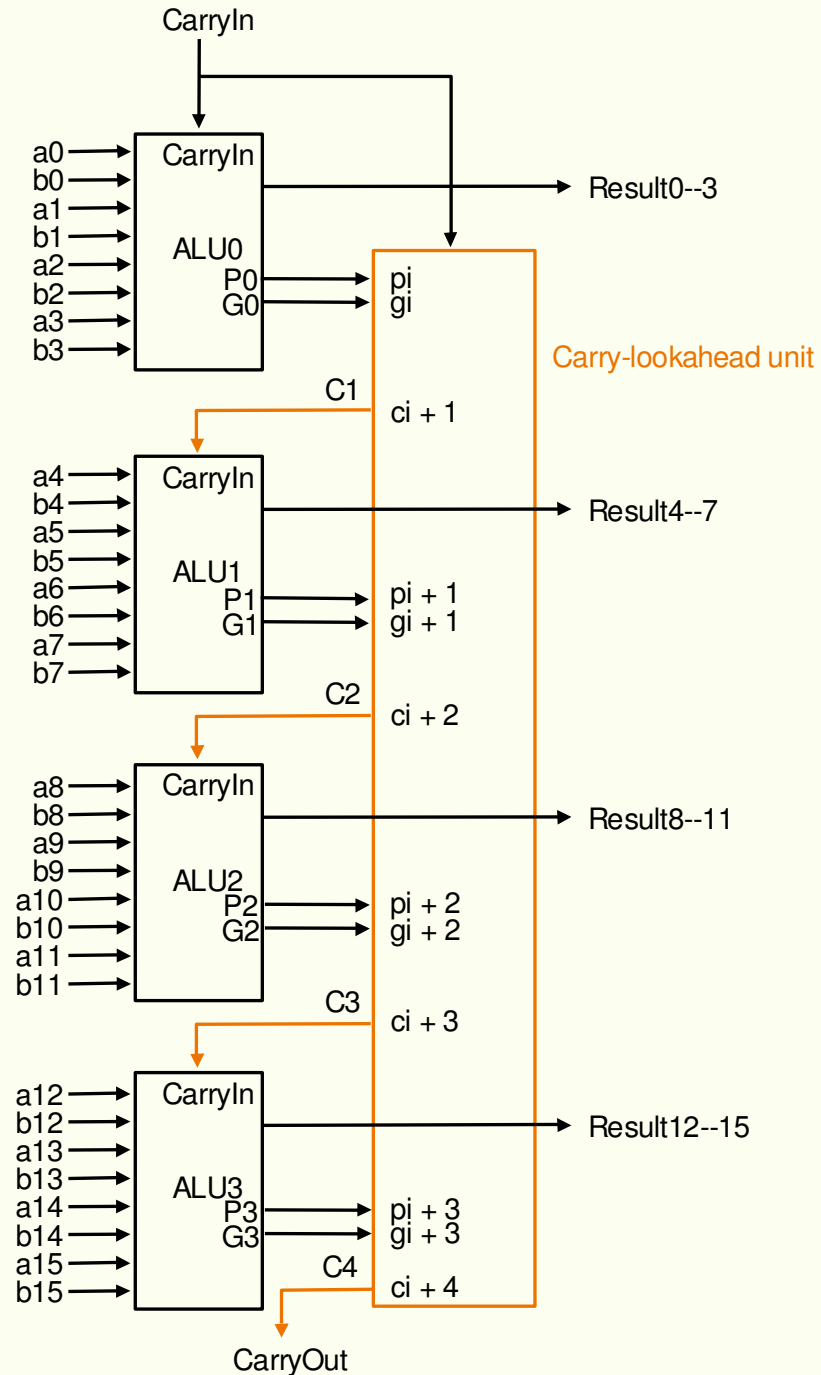 CarryIn
a0
b0
a1
b1
a2
b2
a3
b3
CarryIn
ALU0
P0
G0
Result0--3
pi
gi
Carry-lookahead unit
C1
ci + 1
a4
b4
a5
b5
a6
b6
a7
b7
CarryIn
ALU1
P1
G1
Result4--7
pi + 1
gi + 1
C2
ci + 2
a8
b8
a9
b9
a10
b10
a11
b11
CarryIn
ALU2
P2
G2
Result8--11
pi + 2
gi + 2
C3
ci + 3
a12
b12
a13
b13
a14
b14
a15
b15
CarryIn
ALU3
P3
G3
Result12--15
pi + 3
gi + 3
C4
ci + 4
CarryOut